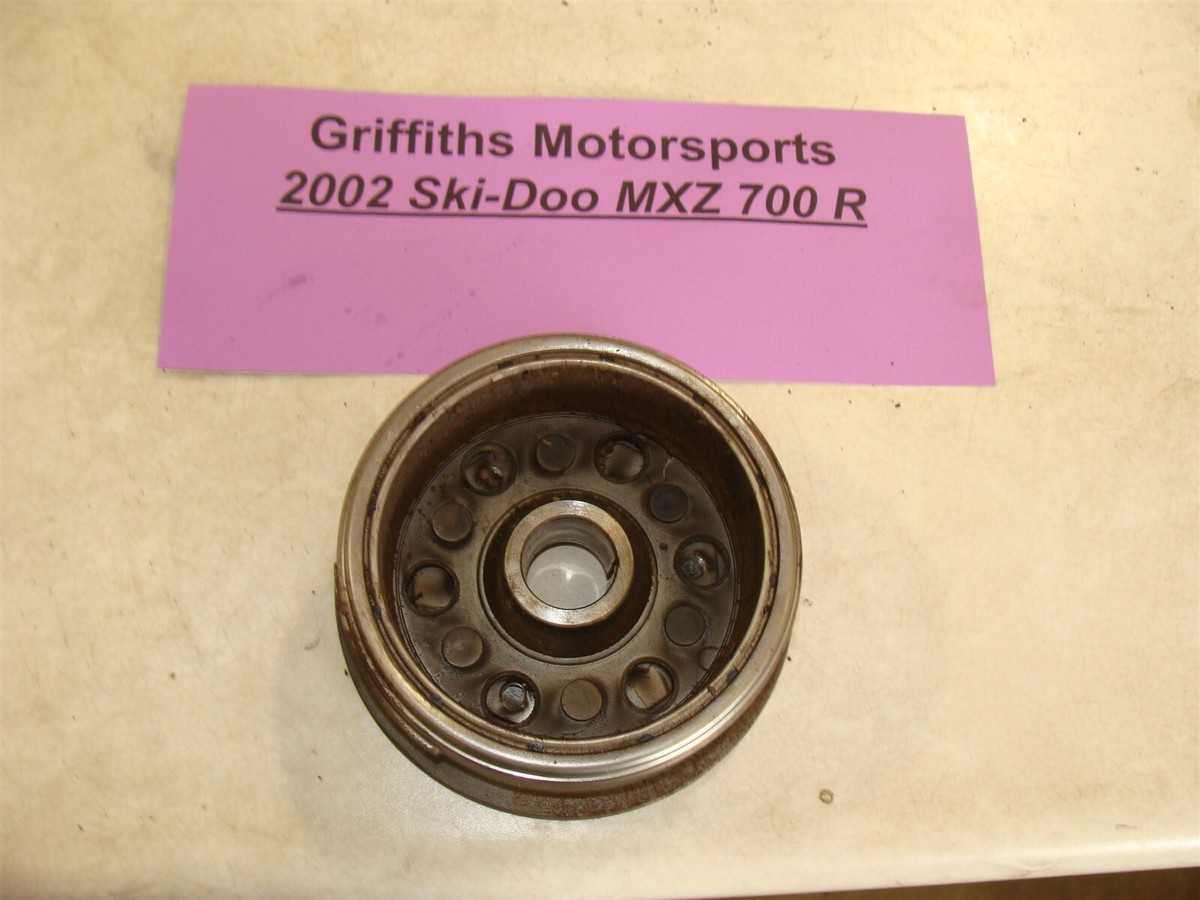 Griffiths Motorsports
2002 Ski-Doo MXZ 700 R